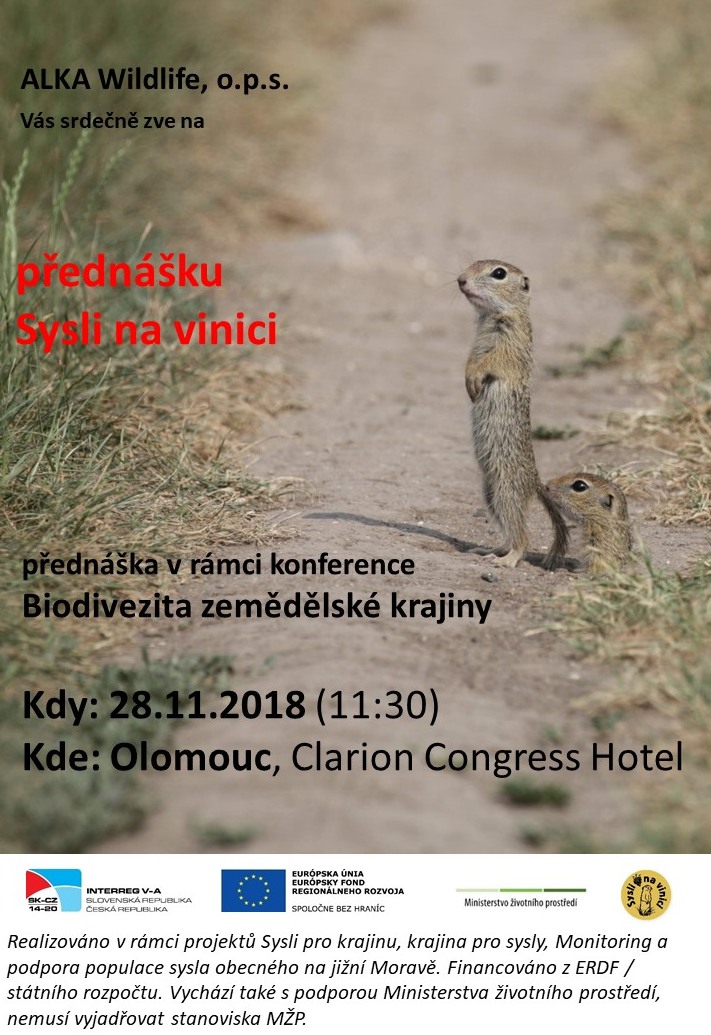 ALKA Wildlife, o.p.s.
Vás srdečně zve na
přednášku
Sysli na vinici
přednáška v rámci konference
Biodivezita zemědělské krajiny
Kdy: 28.11.2018 (11:30)
Kde: Olomouc, Clarion Congress Hotel
SK-CZ
14-20
INTERREG V-A
SLOVENSKÁ REPUBLIKA
ČESKÁ REPUBLIKA
EURÓPSKA ÚNIA
EURÓPSKY FOND
REGIONÁLNEHO ROZVOJA
SPOLOČNE BEZ HRANÍC
Ministerstvo životního prostředí
Sysli na vinici
Realizováno v rámci projektů Sysli pro krajinu, krajina pro sysly, Monitoring a
podpora populace sysla obecného na jižní Moravě. Financováno z ERDF /
státního rozpočtu. Vychází také s podporou Ministerstva životního prostředí,
nemusí vyjadřovat stanoviska MŽP.